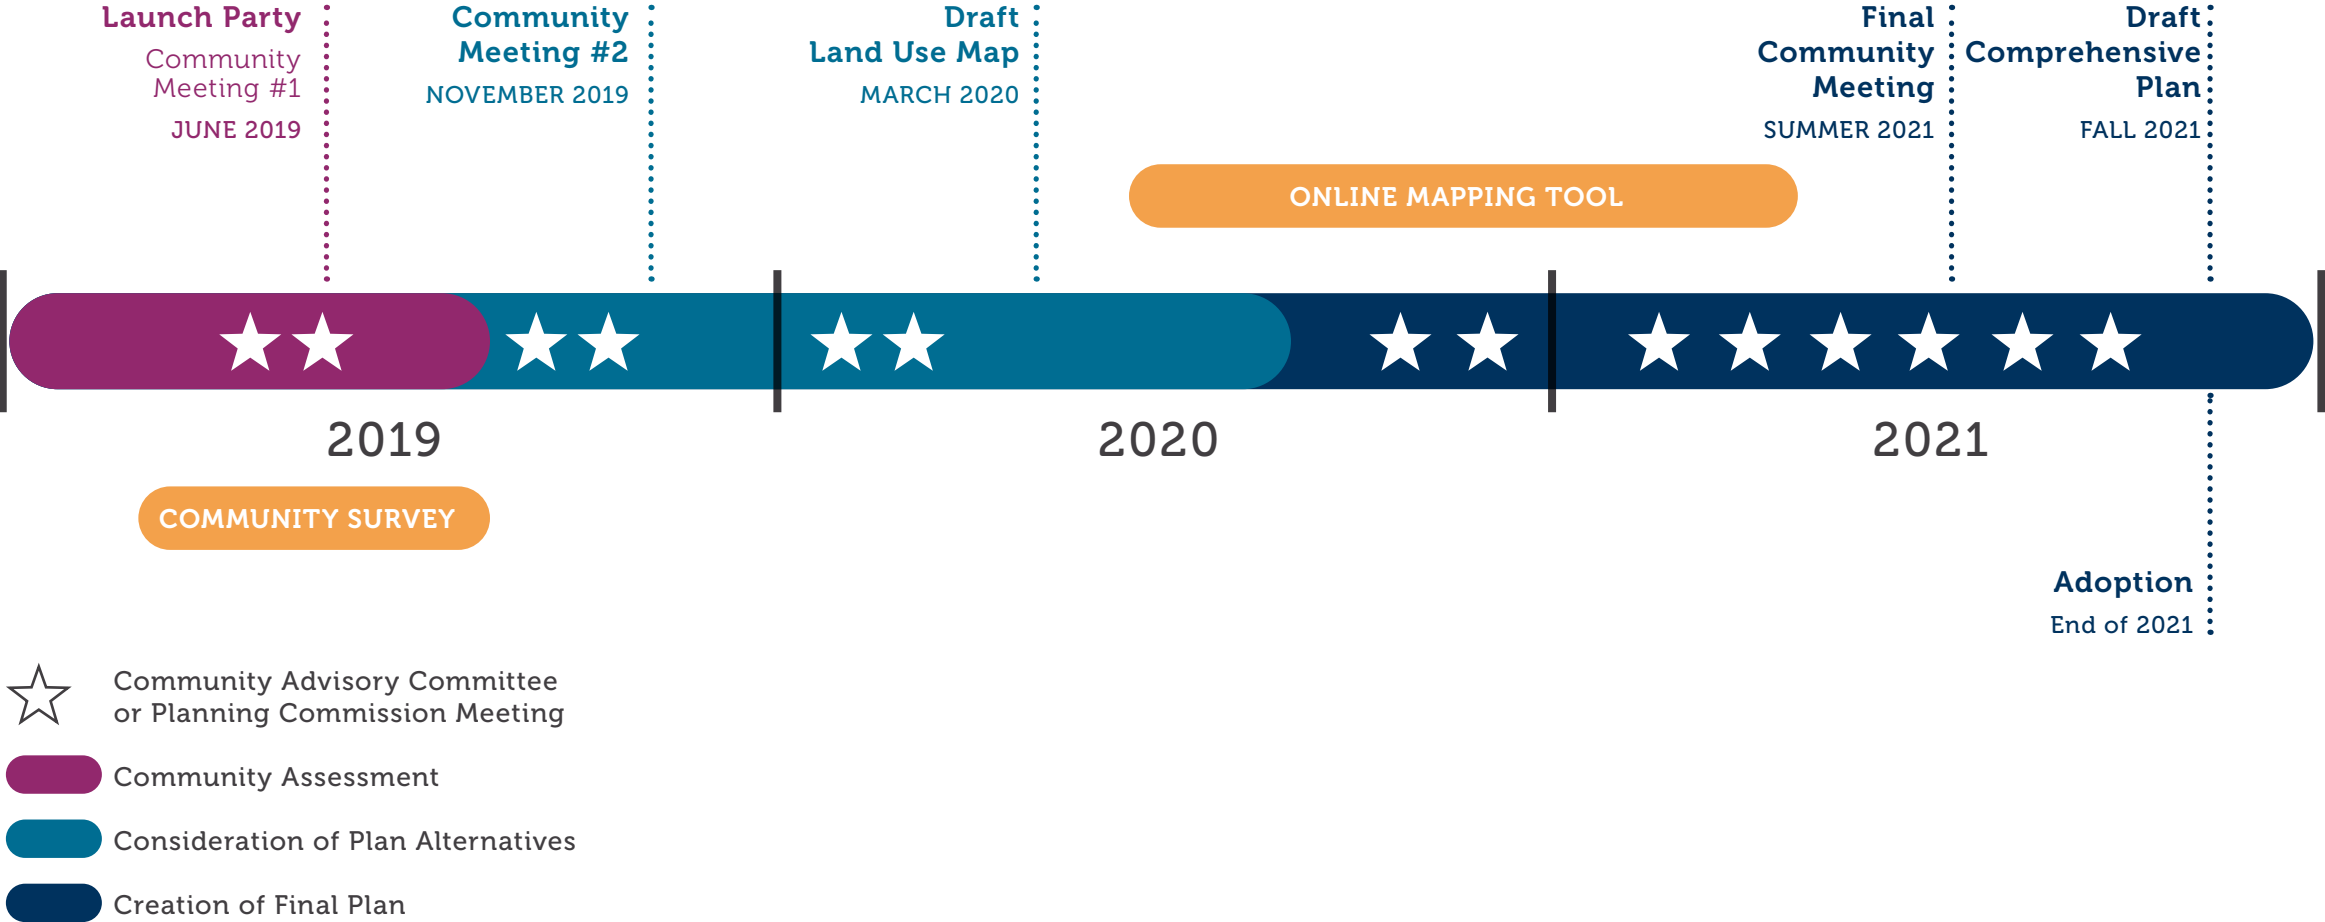 Launch Party
Community
Meeting #1
JUNE 2019
Community
Meeting #2
NOVEMBER 2019
Draft
Land Use Map
MARCH 2020
Final
Community
Meeting
SUMMER 2021
Draft
Comprehensive
Plan
FALL 2021
ONLINE MAPPING TOOL
2019
2020
2021
COMMUNITY SURVEY
Adoption
End of 2021
Community Advisory Committee
or Planning Commission Meeting
Community Assessment
Consideration of Plan Alternatives
Creation of Final Plan